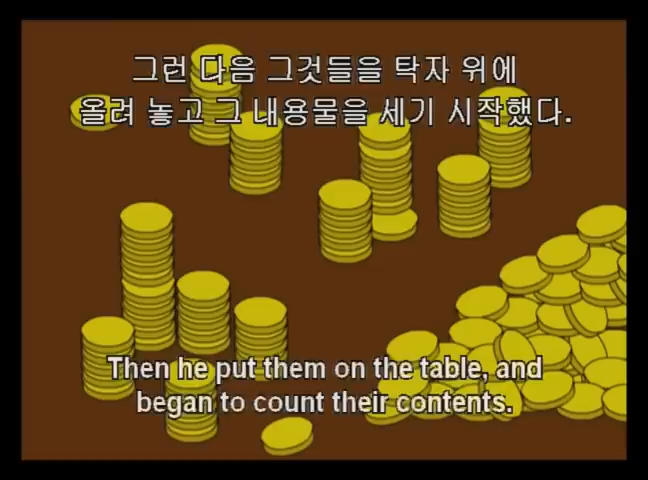 그런 다음 그것들을 탁자 위에
올려 놓고 그 내용물을 세기 시작했다.
Then he put them on the table, and
began to count their contents.